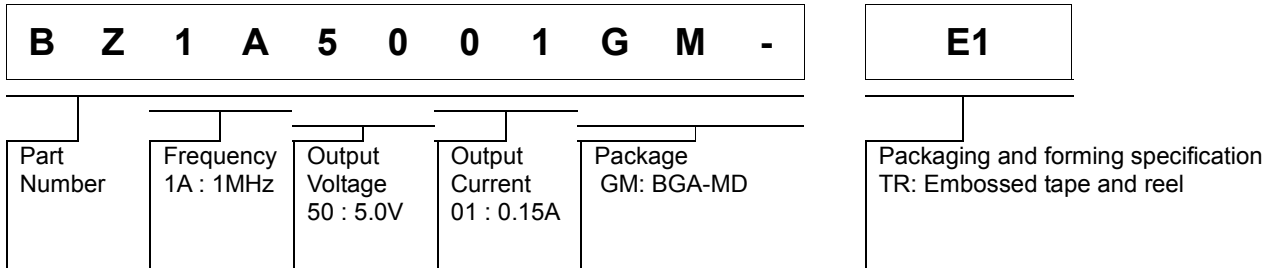 B Z 1 A 5 0 0 1 G M - E1
Part
Number
Frequency
1A : 1MHz
Output
Voltage
50 : 5.0V
Output
Current
01 : 0.15A
Package
GM: BGA-MD
Packaging and forming specification
TR: Embossed tape and reel